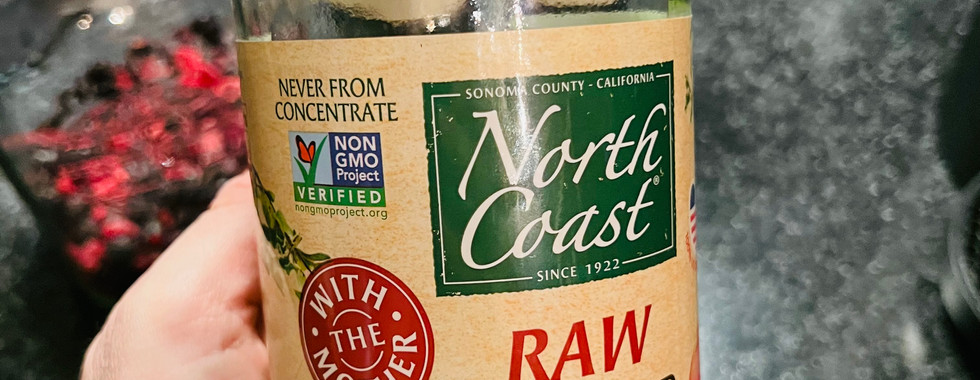 NEVER FROM
CONCENTRATE
NON
GMO
Project
VERIFIED
nongmoproject.org
SONOMA COUNTY - CALIFORNIA
North
Coast®
SINCE 1922
WITH
THE
MOTHER
RAW